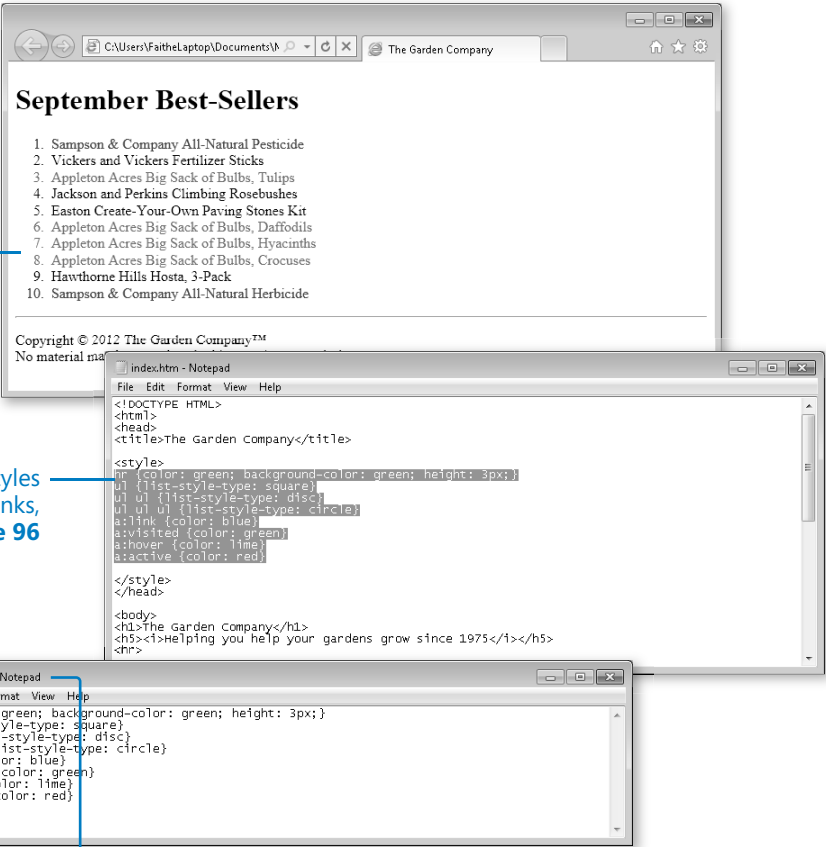 C:\Users\FaitheLaptop\Documents\N
The Garden Company
September Best-Sellers
1. Sampson & Company All-Natural Pesticide
2. Vickers and Vickers Fertilizer Sticks
3. Appleton Acres Big Sack of Bulbs, Tulips
4. Jackson and Perkins Climbing Rosebushes
5. Easton Create-Your-Own Paving Stones Kit
6. Appleton Acres Big Sack of Bulbs, Daffodils
7. Appleton Acres Big Sack of Bulbs, Hyacinths
8. Appleton Acres Big Sack of Bulbs, Crocuses
9. Hawthorne Hills Hosta, 3-Pack
10. Sampson & Company All-Natural Herbicide
Copyright © 2012 The Garden Company™
No material
index.htm - Notepad
File Edit Format View Help
<!DOCTYPE HTML>
<html>
<head>
<title>The Garden Company</title>
<style>
hr {color: green; background-color: green; height: 3px;}
ul {list-style-type: square}
ul ul {list-style-type: disc}
ul ul ul {list-style-type: circle}
a:link {color: blue}
a:visited {color: green}
a:hover {color: lime}
a:active {color: red}
</style>
</head>
<body>
<h1>The Garden Company</h1>
<h5><i>Helping you help your gardens grow since 1975</i></h5>
<hr>
yles
nks,
e 96
Notepad
mat View Help
green; background-color: green; height: 3px;}
yle-type: square}
-style-type: disc}
ist-style-type: circle}
or: blue}
color: green}
lor: lime}
olor: red}